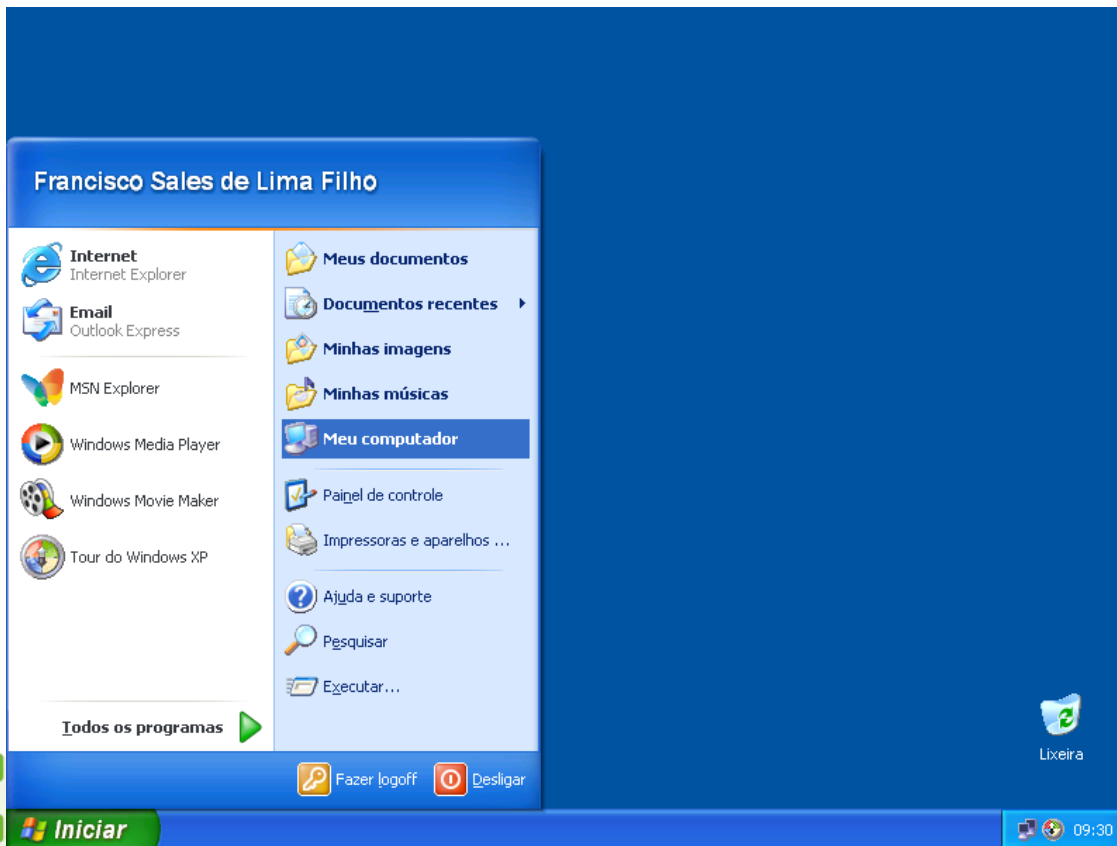 Francisco Sales de Lima Filho
Internet
Internet Explorer
Email
Outlook Express
MSN Explorer
Windows Media Player
Windows Movie Maker
Tour do Windows XP
Todos os programas
Meus documentos
Documentos recentes
Minhas imagens
Minhas músicas
Meu computador
Painel de controle
Impressoras e aparelhos ...
Ajuda e suporte
Pesquisar
Executar...
Fazer logoff
Desligar
Lixeira
Iniciar
09:30